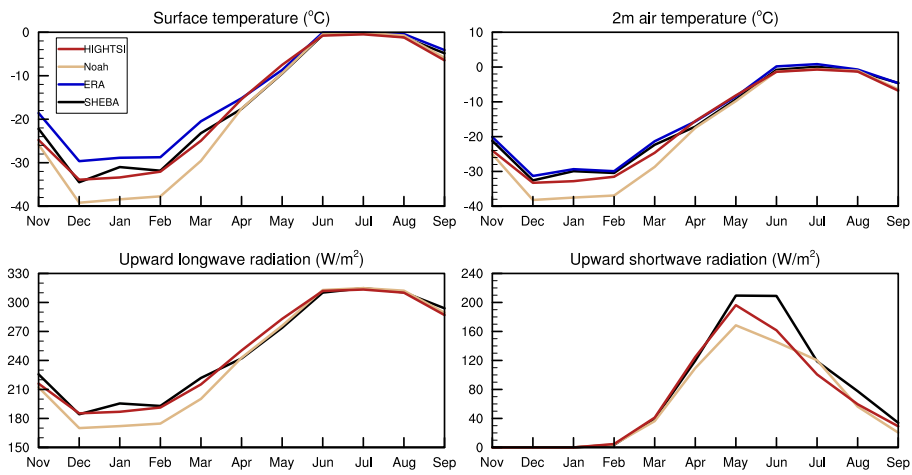 Surface temperature (°C)
0
-10
-20
-30
-40
HIGHTSI
Noah
ERA
SHEBA
Nov Dec Jan Feb Mar Apr May Jun Jul Aug Sep
2m air temperature (°C)
10
0
-10
-20
-30
-40
Nov Dec Jan Feb Mar Apr May Jun Jul Aug Sep
Upward longwave radiation (W/m²)
330
300
270
240
210
180
150
Nov Dec Jan Feb Mar Apr May Jun Jul Aug Sep
Upward shortwave radiation (W/m²)
240
200
160
120
80
40
0
Nov Dec Jan Feb Mar Apr May Jun Jul Aug Sep